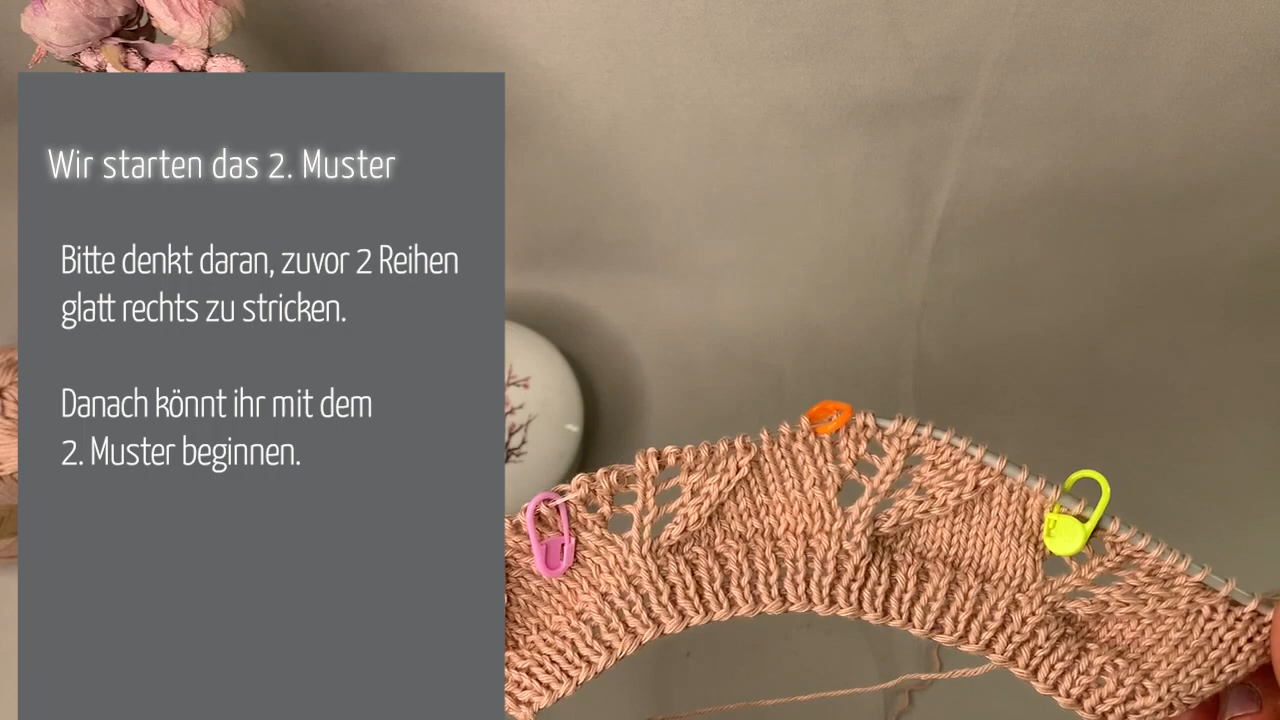 Wir starten das 2. Muster
Bitte denkt daran, zuvor 2 Reihen
glatt rechts zu stricken.
Danach könnt ihr mit dem
2. Muster beginnen.